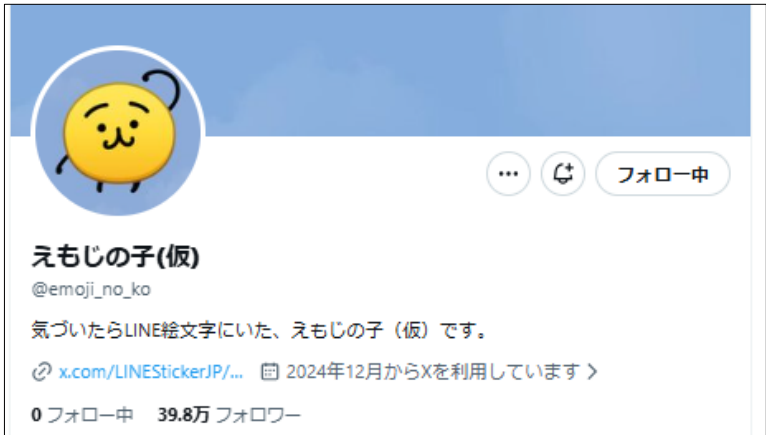 フォロー中
えもじの子(仮)
@emoji_no_ko
気づいたらLINE絵文字にいた、えもじの子（仮）です。
x.com/LINEStickerJP/... 2024年12月からXを利用しています
0 フォロー中 39.8万 フォロワー